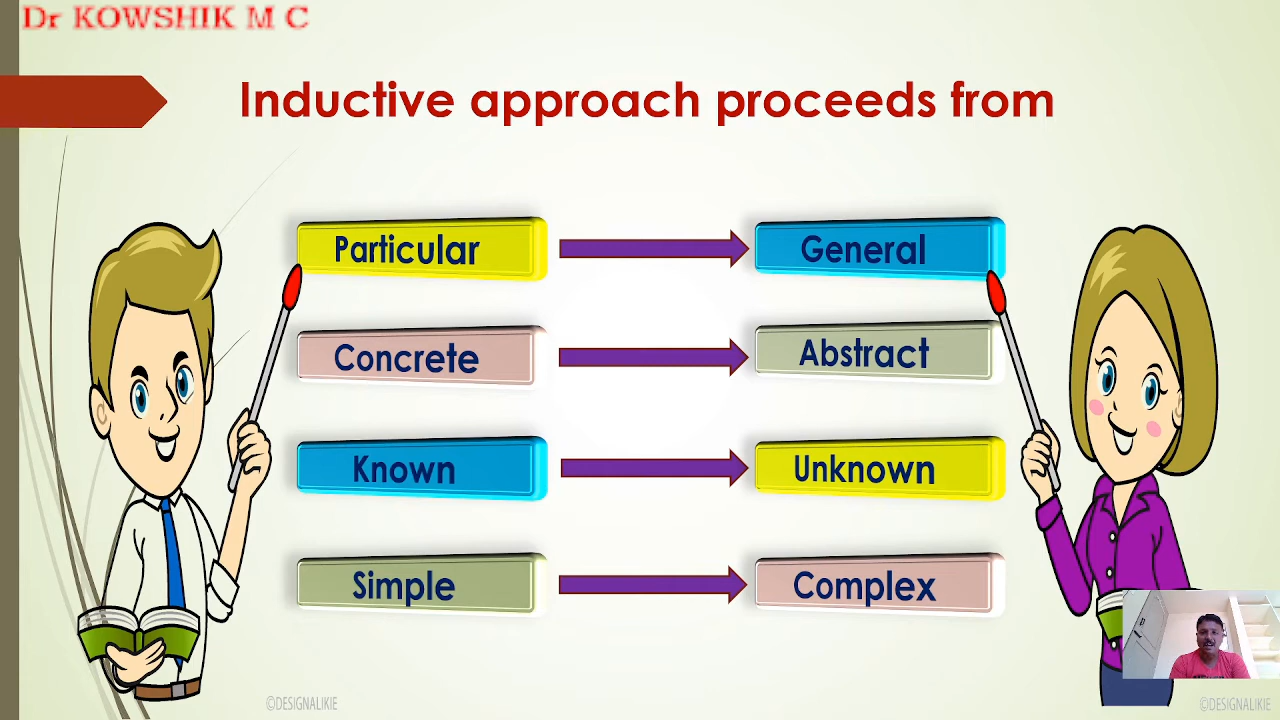 Dr KOWSHIK M C
Inductive approach proceeds from
Particular
General
Concrete
Abstract
Known
Unknown
Simple
Complex
©DESIGNALIKIE
©DESIGNALIKIE